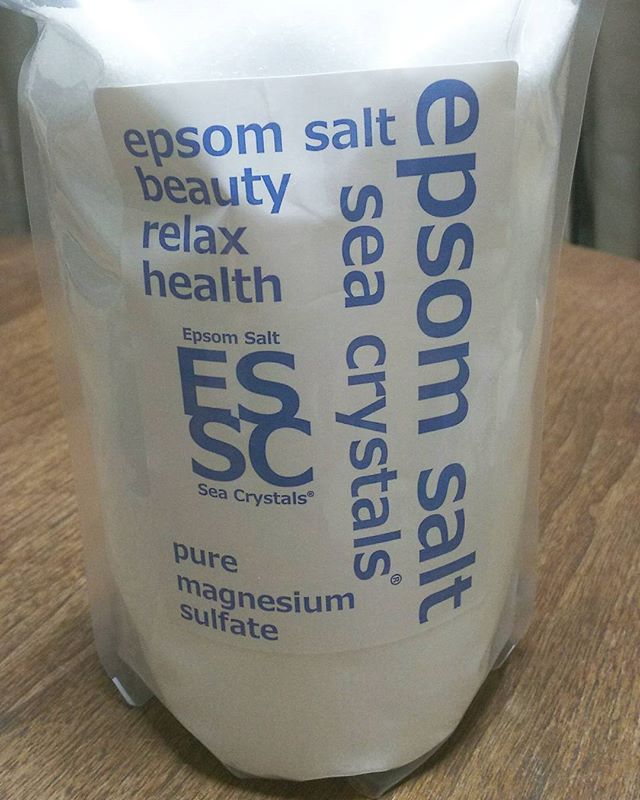 epsom salt
beauty
relax
health
Epsom Salt
ES
SC
Sea Crystals®
pure
magnesium
sulfate
sea crystals®
epsom salt